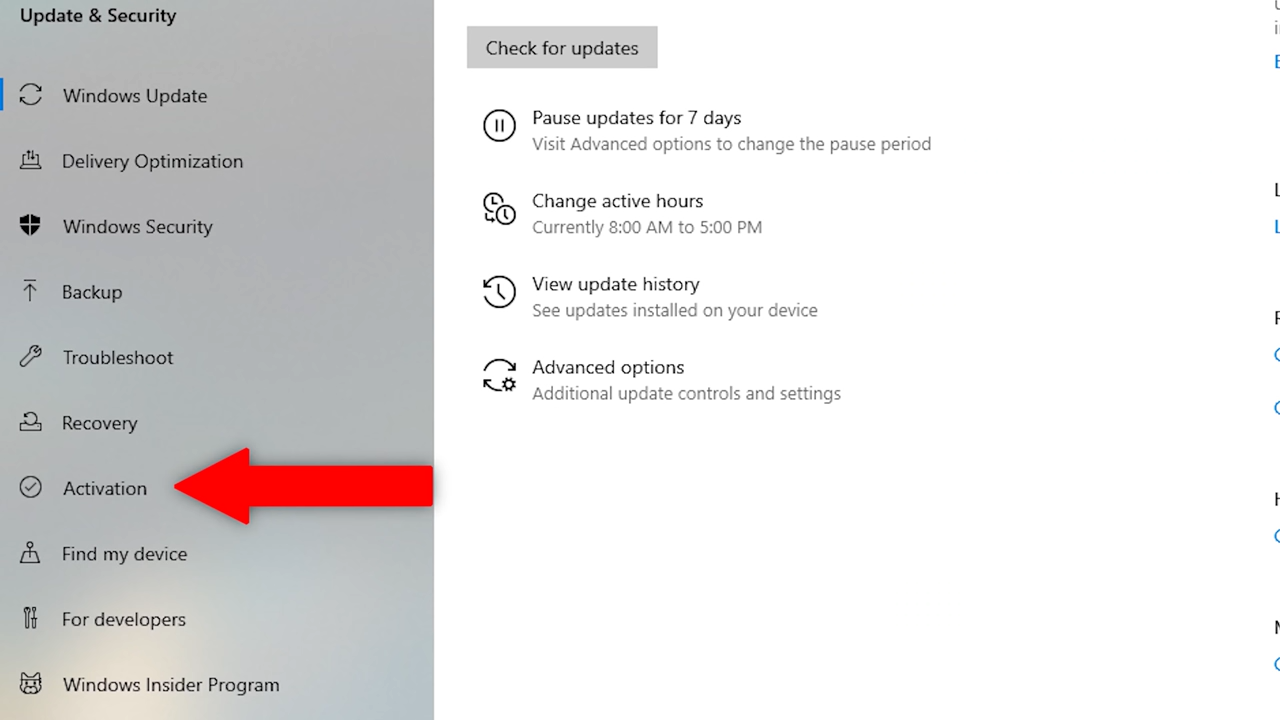 Update & Security
Windows Update
Delivery Optimization
Windows Security
Backup
Troubleshoot
Recovery
Activation
Find my device
For developers
Windows Insider Program
Check for updates
Pause updates for 7 days
Visit Advanced options to change the pause period
Change active hours
Currently 8:00 AM to 5:00 PM
View update history
See updates installed on your device
Advanced options
Additional update controls and settings